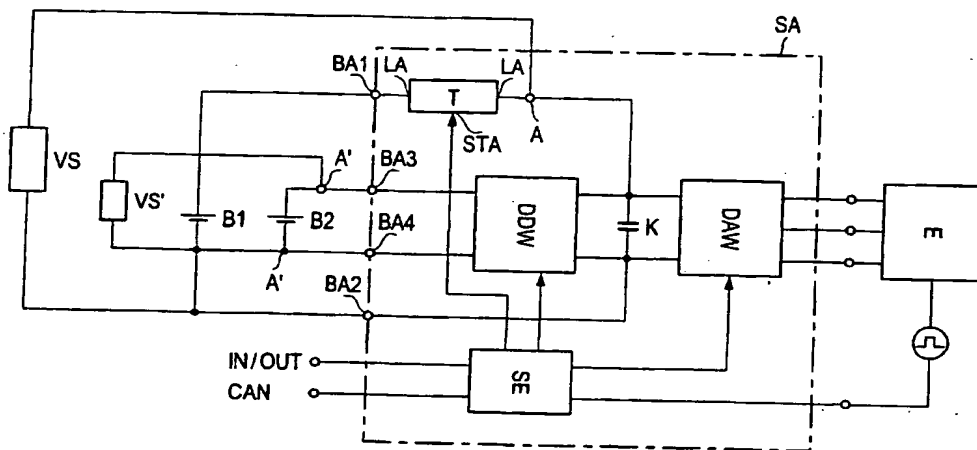 SA
BA1
LA
LA
T
A
STA
VS
A'
BA3
VS'
B1
B2
DDW
K
DAW
E
BA4
A'
BA2
IN/OUT
CAN
SE